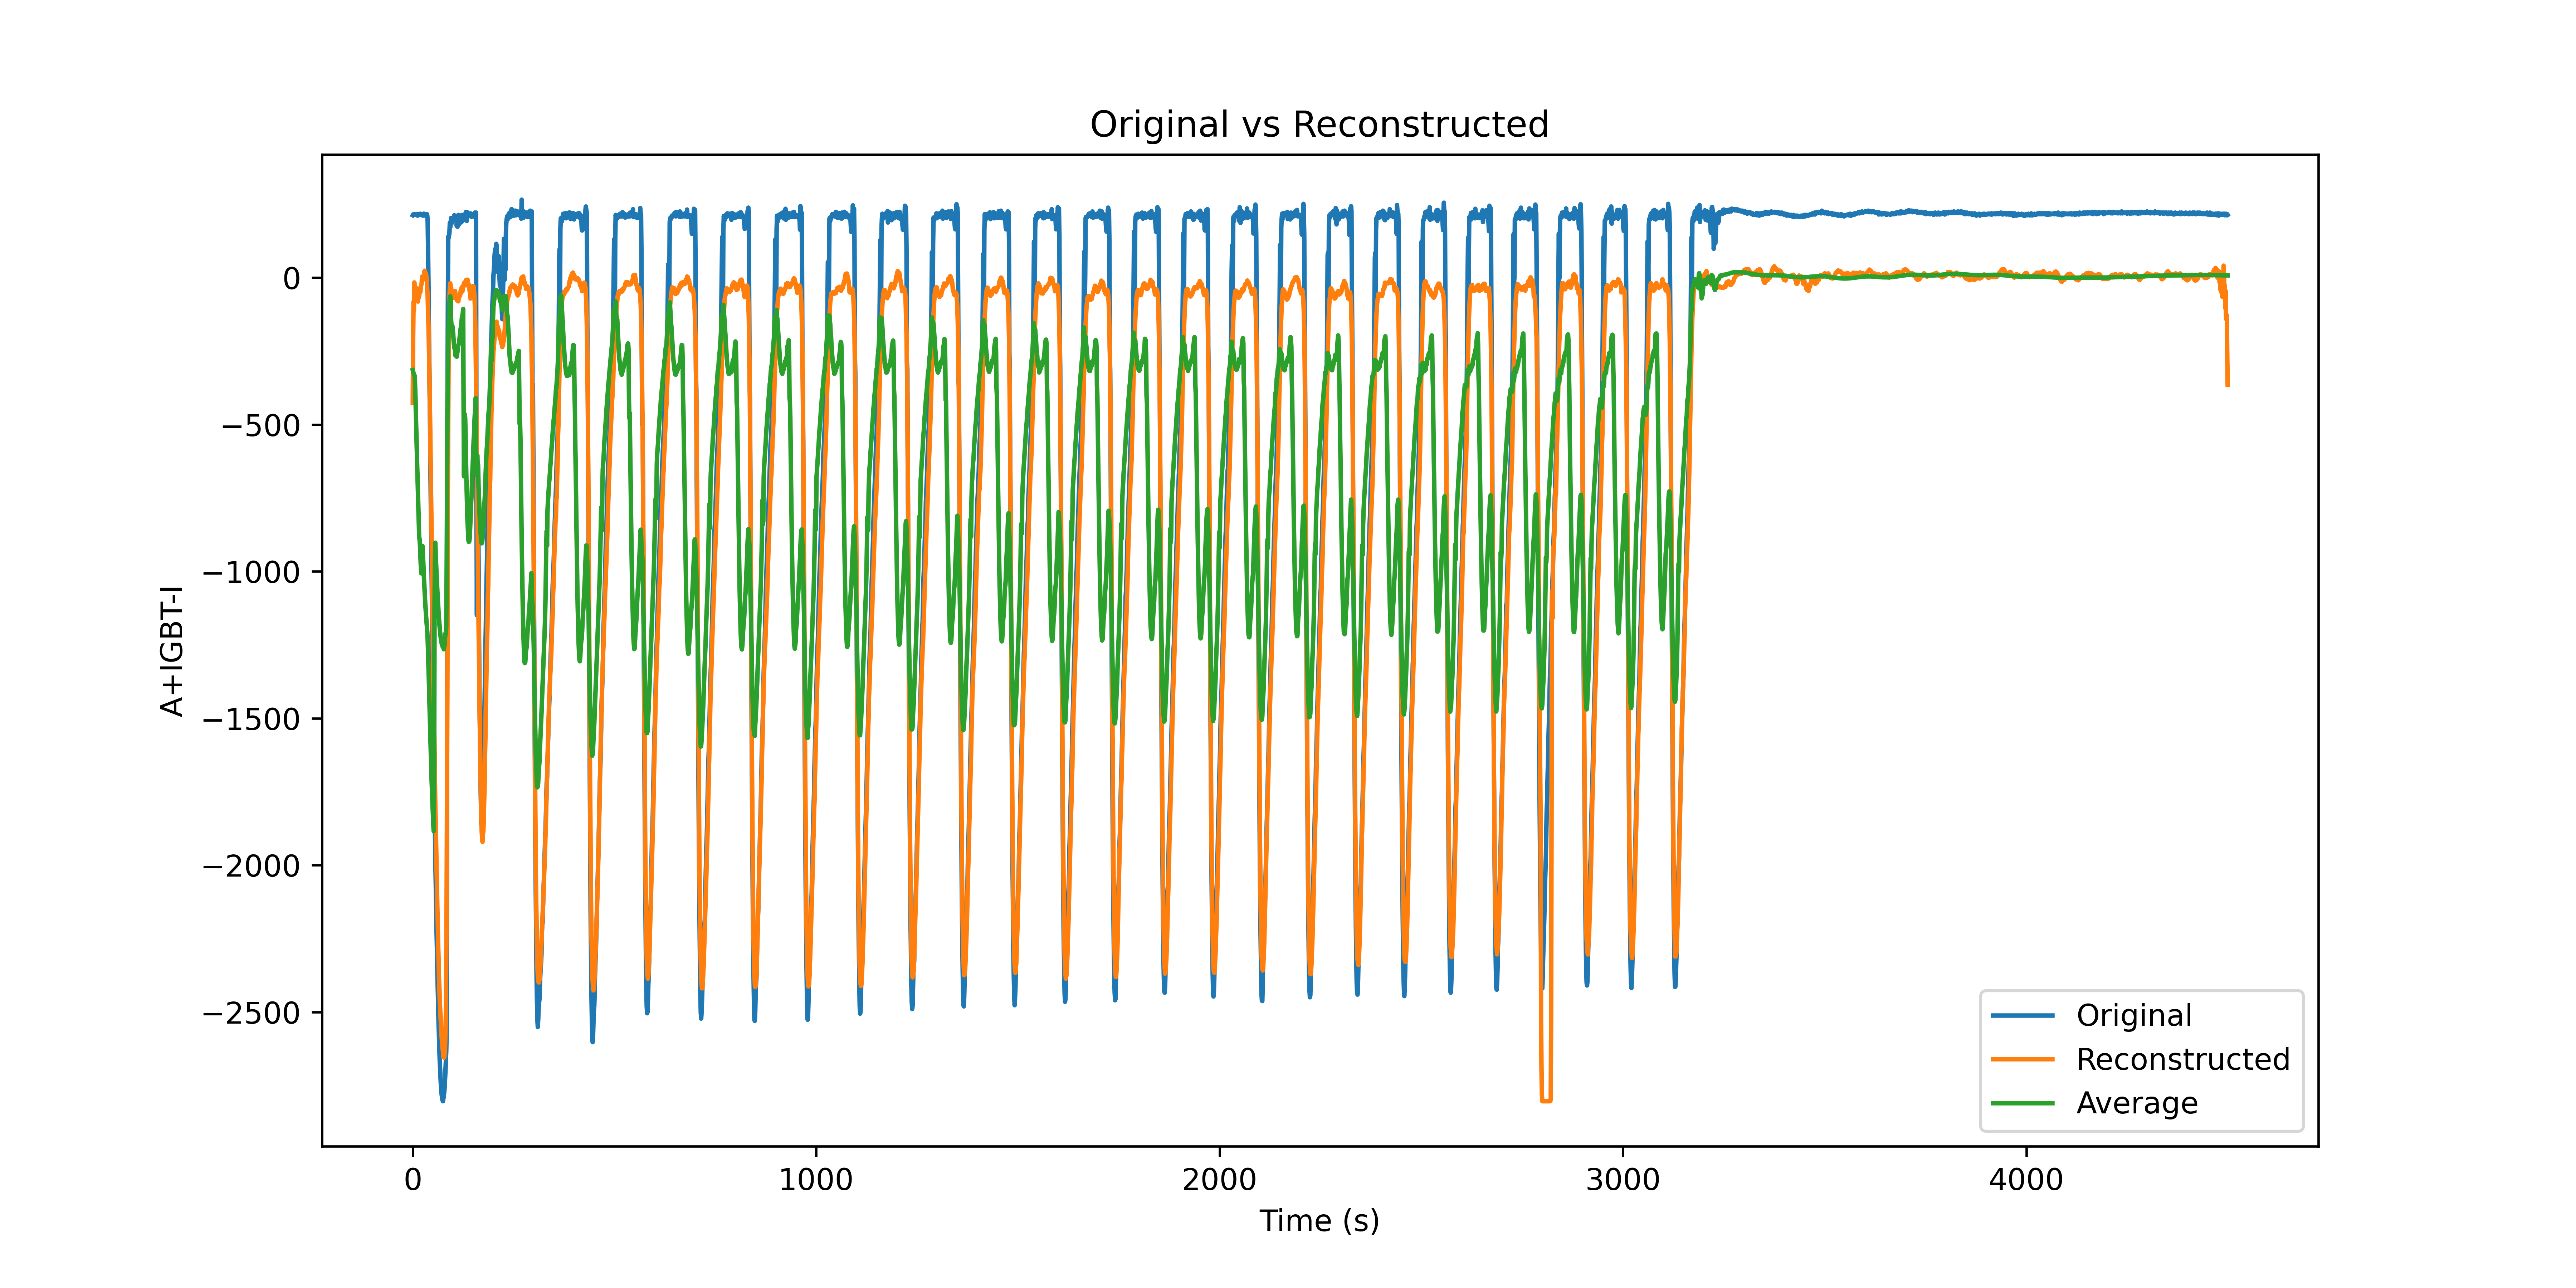 Original vs Reconstructed
A+IGBT-I
0
−500
−1000
−1500
−2000
−2500
0
1000
2000
3000
4000
Time (s)
Original
Reconstructed
Average